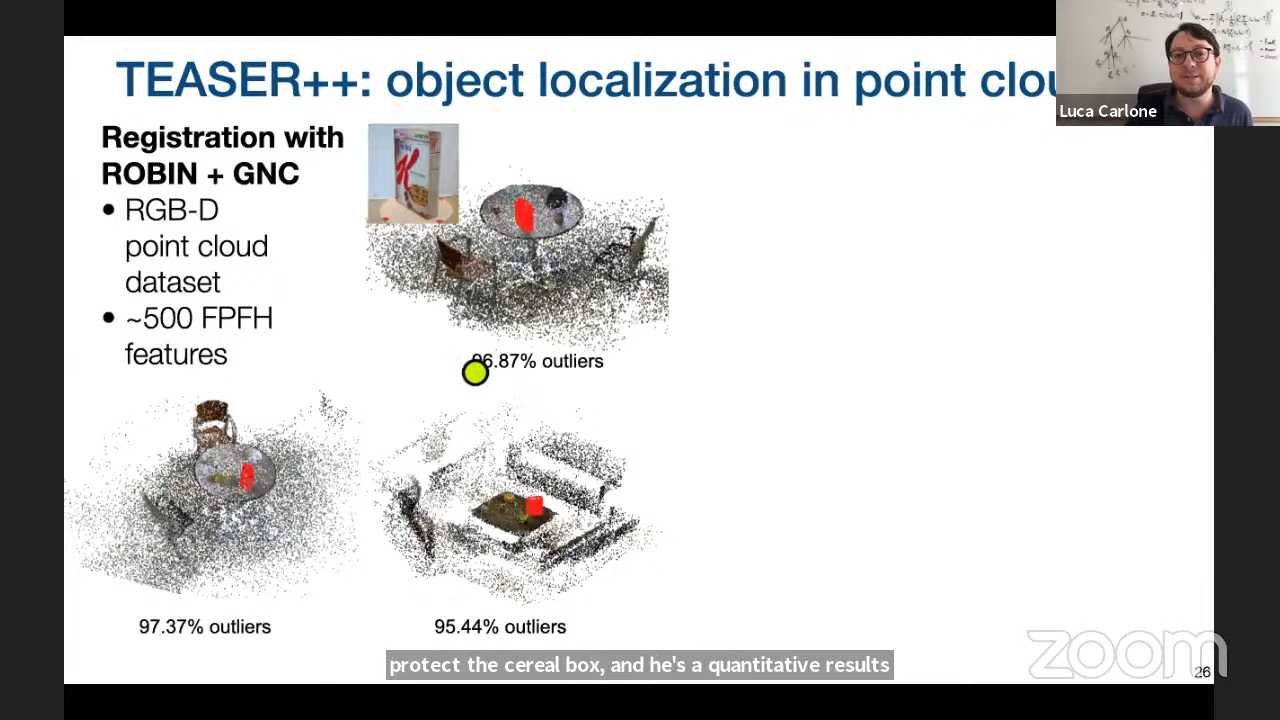 TEASER++: object localization in point clou
Luca Carlone
Registration with
ROBIN + GNC
• RGB-D
point cloud
dataset
• ~500 FPFH
features
K
96.87% outliers
97.37% outliers
95.44% outliers
protect the cereal box, and he's a quantitative results
zoom
26